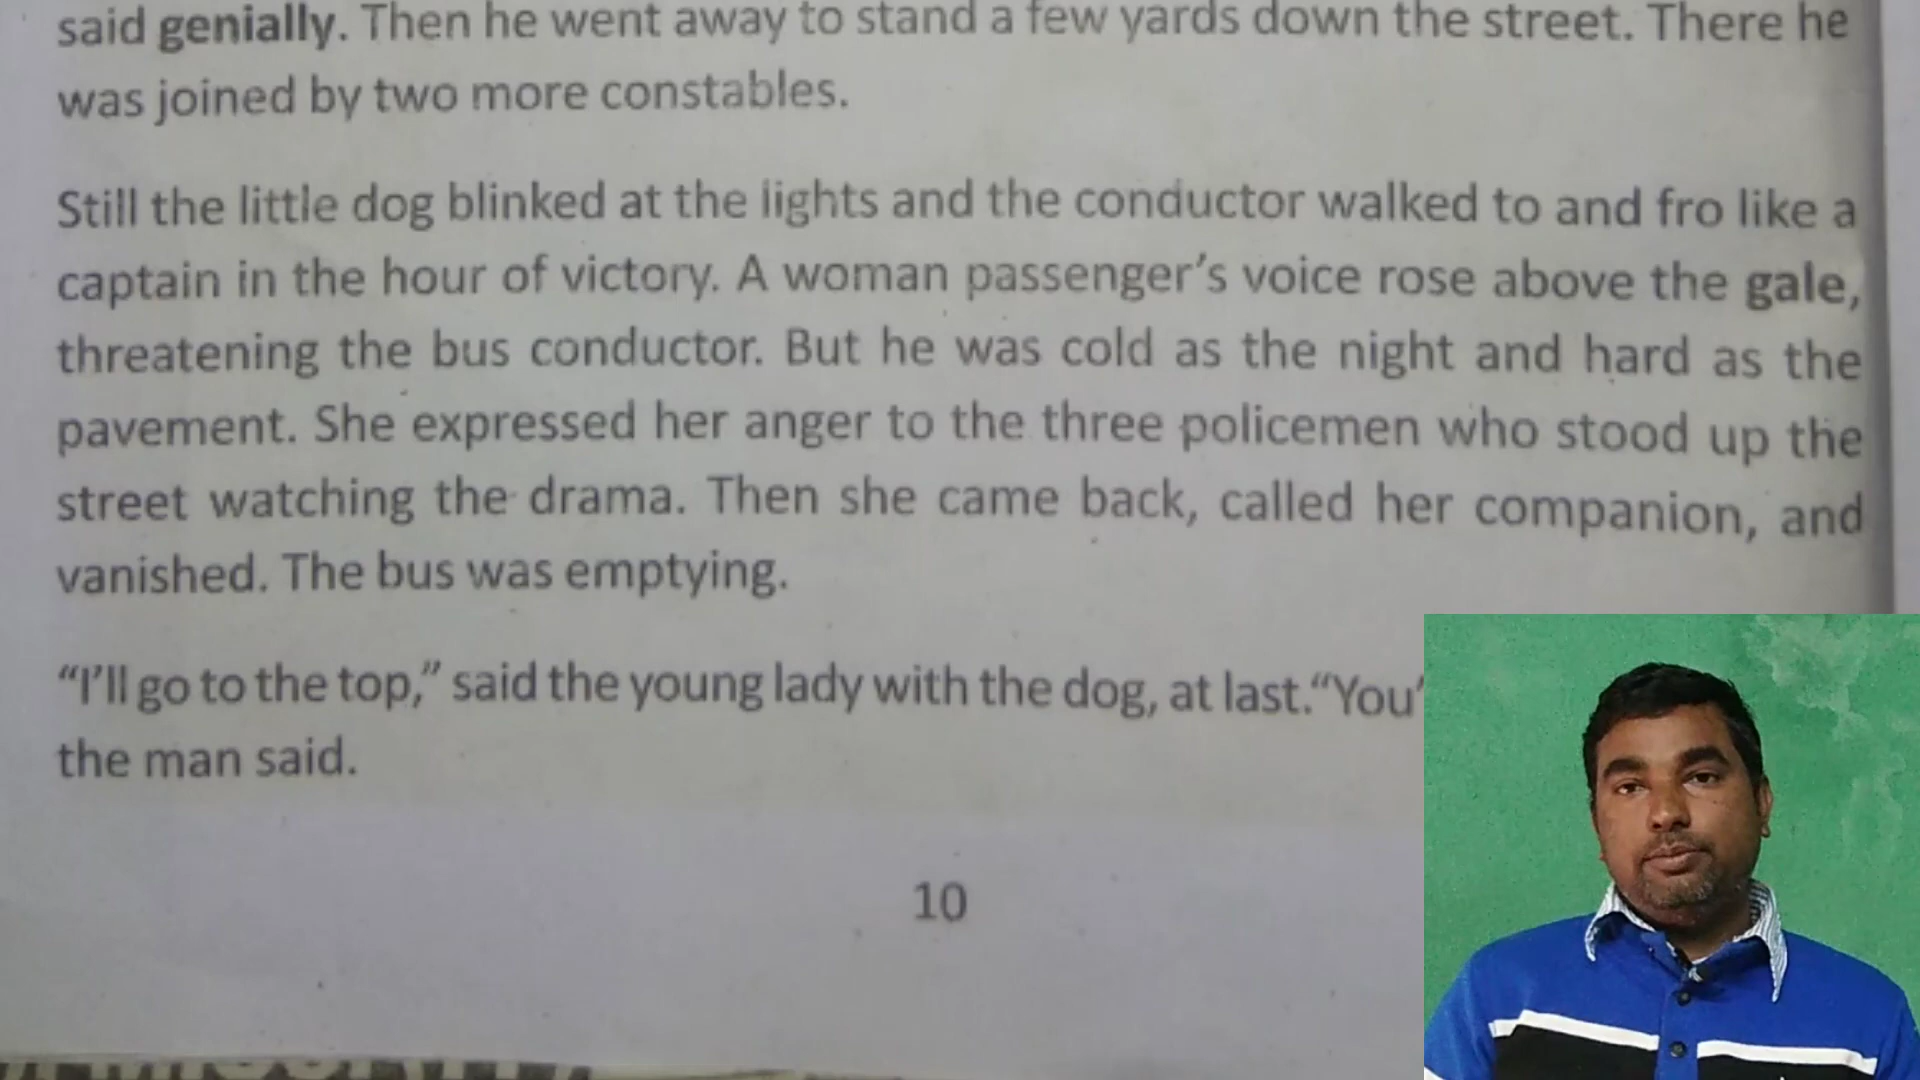 said genially. Then he went away to stand a few yards down the street. There he
was joined by two more constables.
Still the little dog blinked at the lights and the conductor walked to and fro like a
captain in the hour of victory. A woman passenger’s voice rose above the gale,
threatening the bus conductor. But he was cold as the night and hard as the
pavement. She expressed her anger to the three policemen who stood up the
street watching the drama. Then she came back, called her companion, and
vanished. The bus was emptying.
“I’ll go to the top,” said the young lady with the dog, at last.“You’
the man said.
10